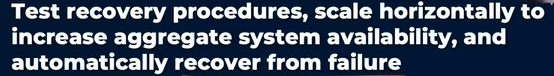 Test recovery procedures, scale horizontally to
increase aggregate system availability, and
automatically recover from failure